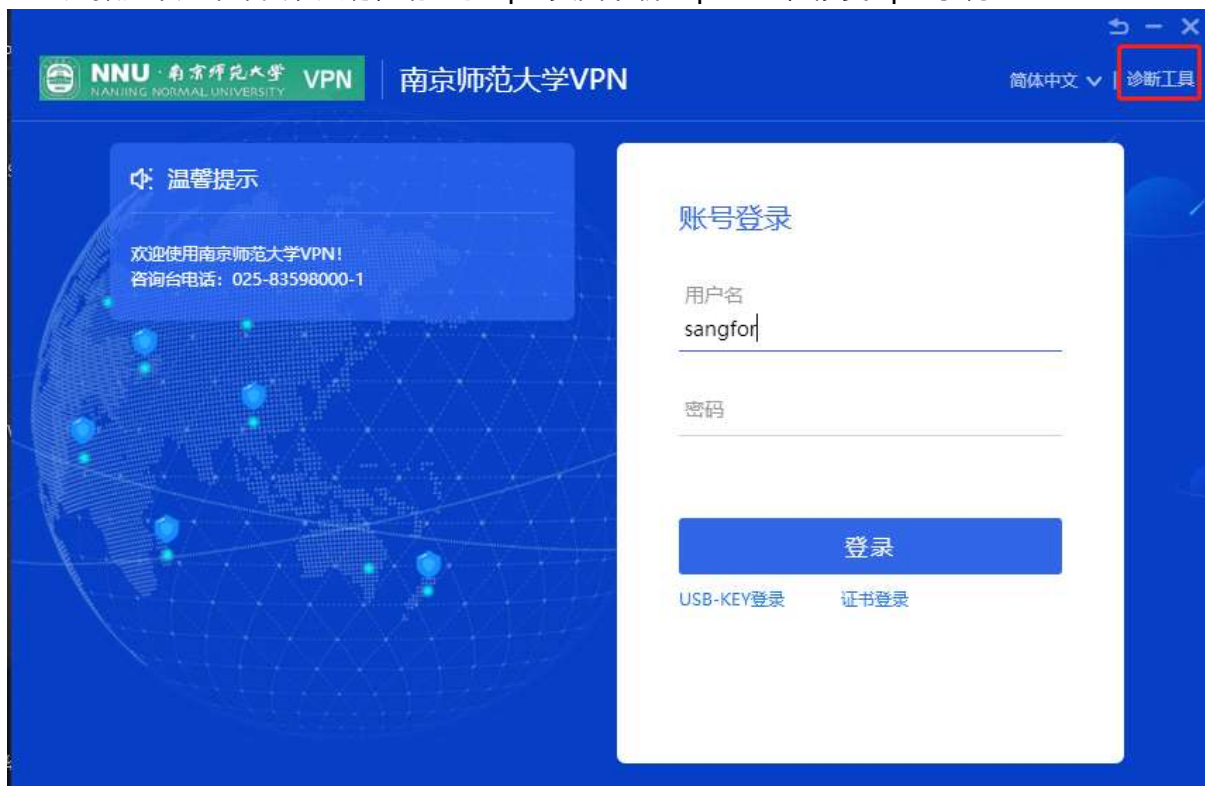 NNU·南京师范大学
NANJING NORMAL UNIVERSITY
VPN
南京师范大学VPN
简体中文
诊断工具
温馨提示
欢迎使用南京师范大学VPN!
咨询台电话：025-83598000-1
账号登录
用户名
sangfor
密码
登录
USB-KEY登录
证书登录